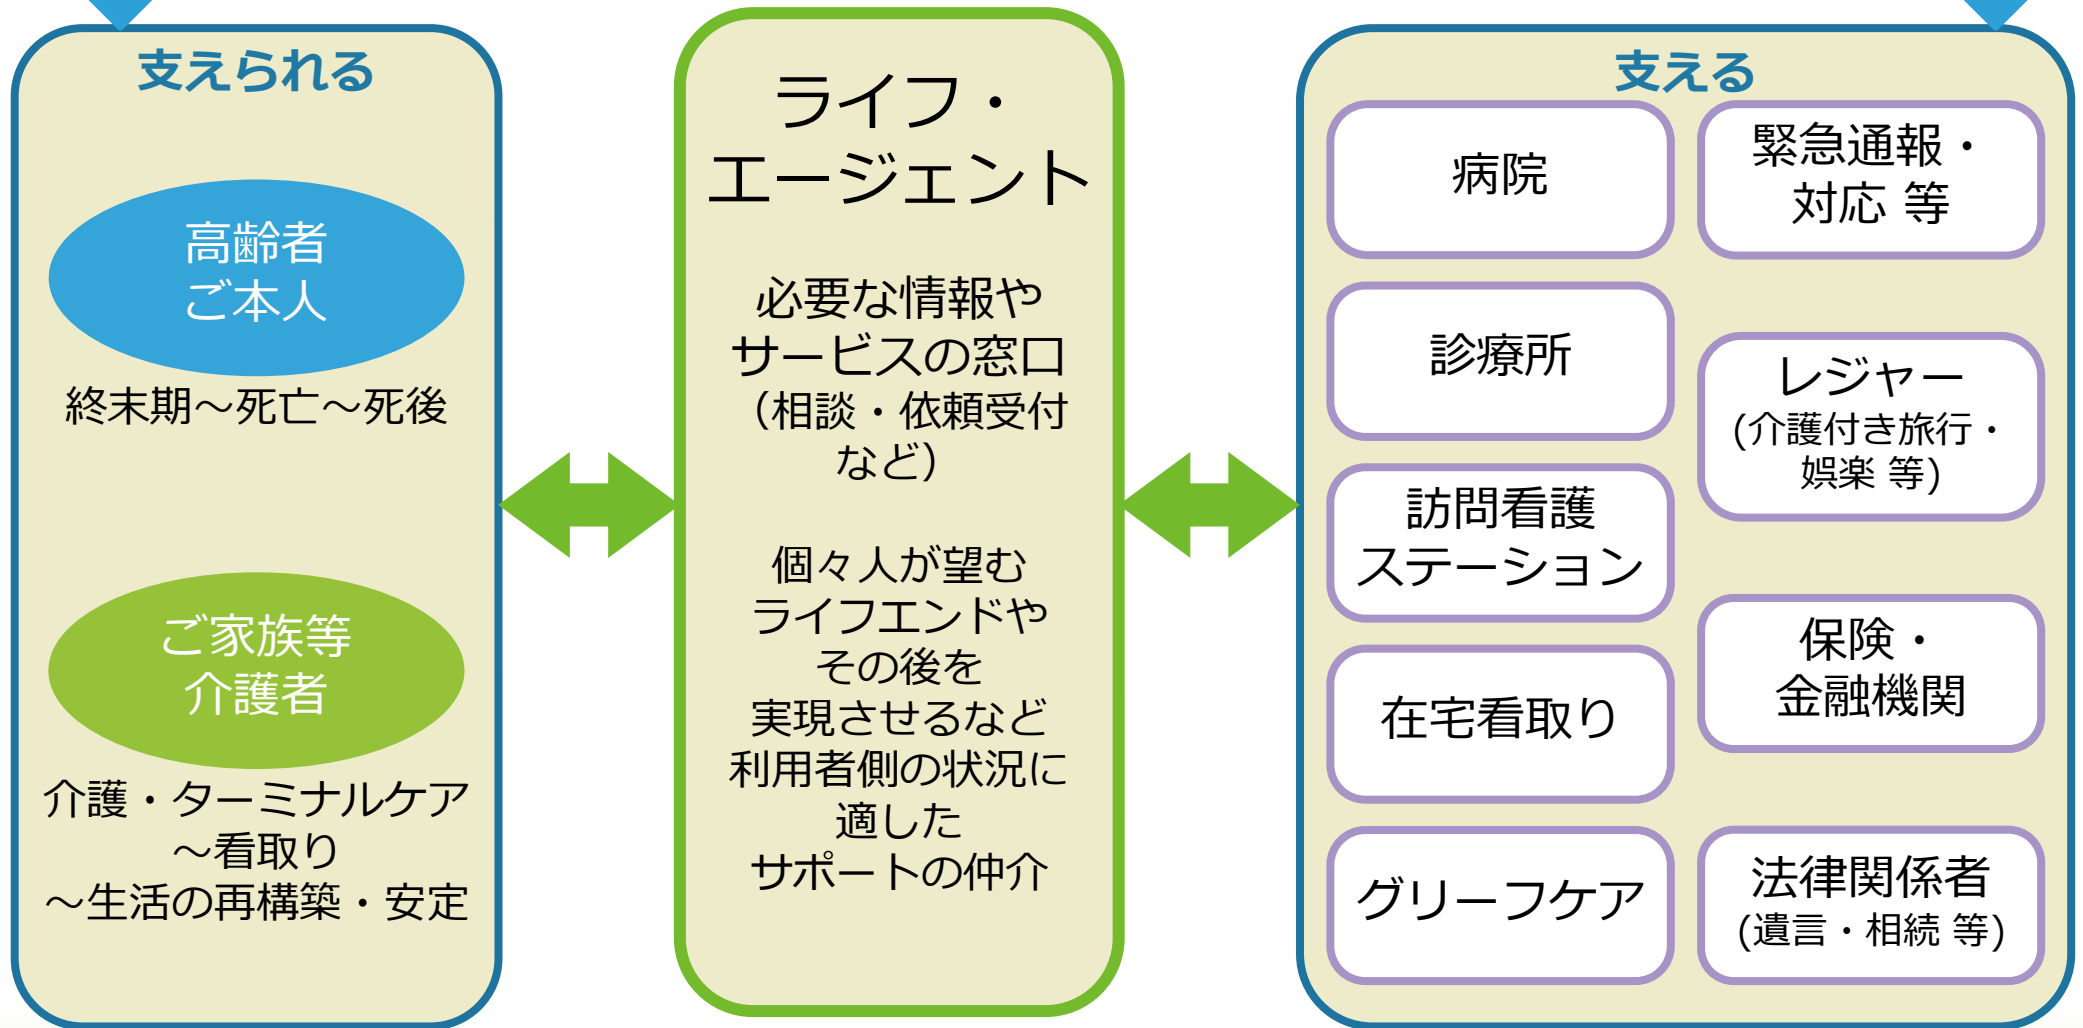 支えられる
高齢者
ご本人
終末期～死亡～死後
ご家族等
介護者
介護・ターミナルケア
～看取り
～生活の再構築・安定
ライフ・
エージェント
必要な情報や
サービスの窓口
（相談・依頼受付
など）
個々人が望む
ライフエンドや
その後を
実現させるなど
利用者側の状況に
適した
サポートの仲介
支える
病院
診療所
訪問看護
ステーション
在宅看取り
グリーフケア
緊急通報・
対応 等
レジャー
(介護付き旅行・
娯楽 等)
保険・
金融機関
法律関係者
(遺言・相続 等)